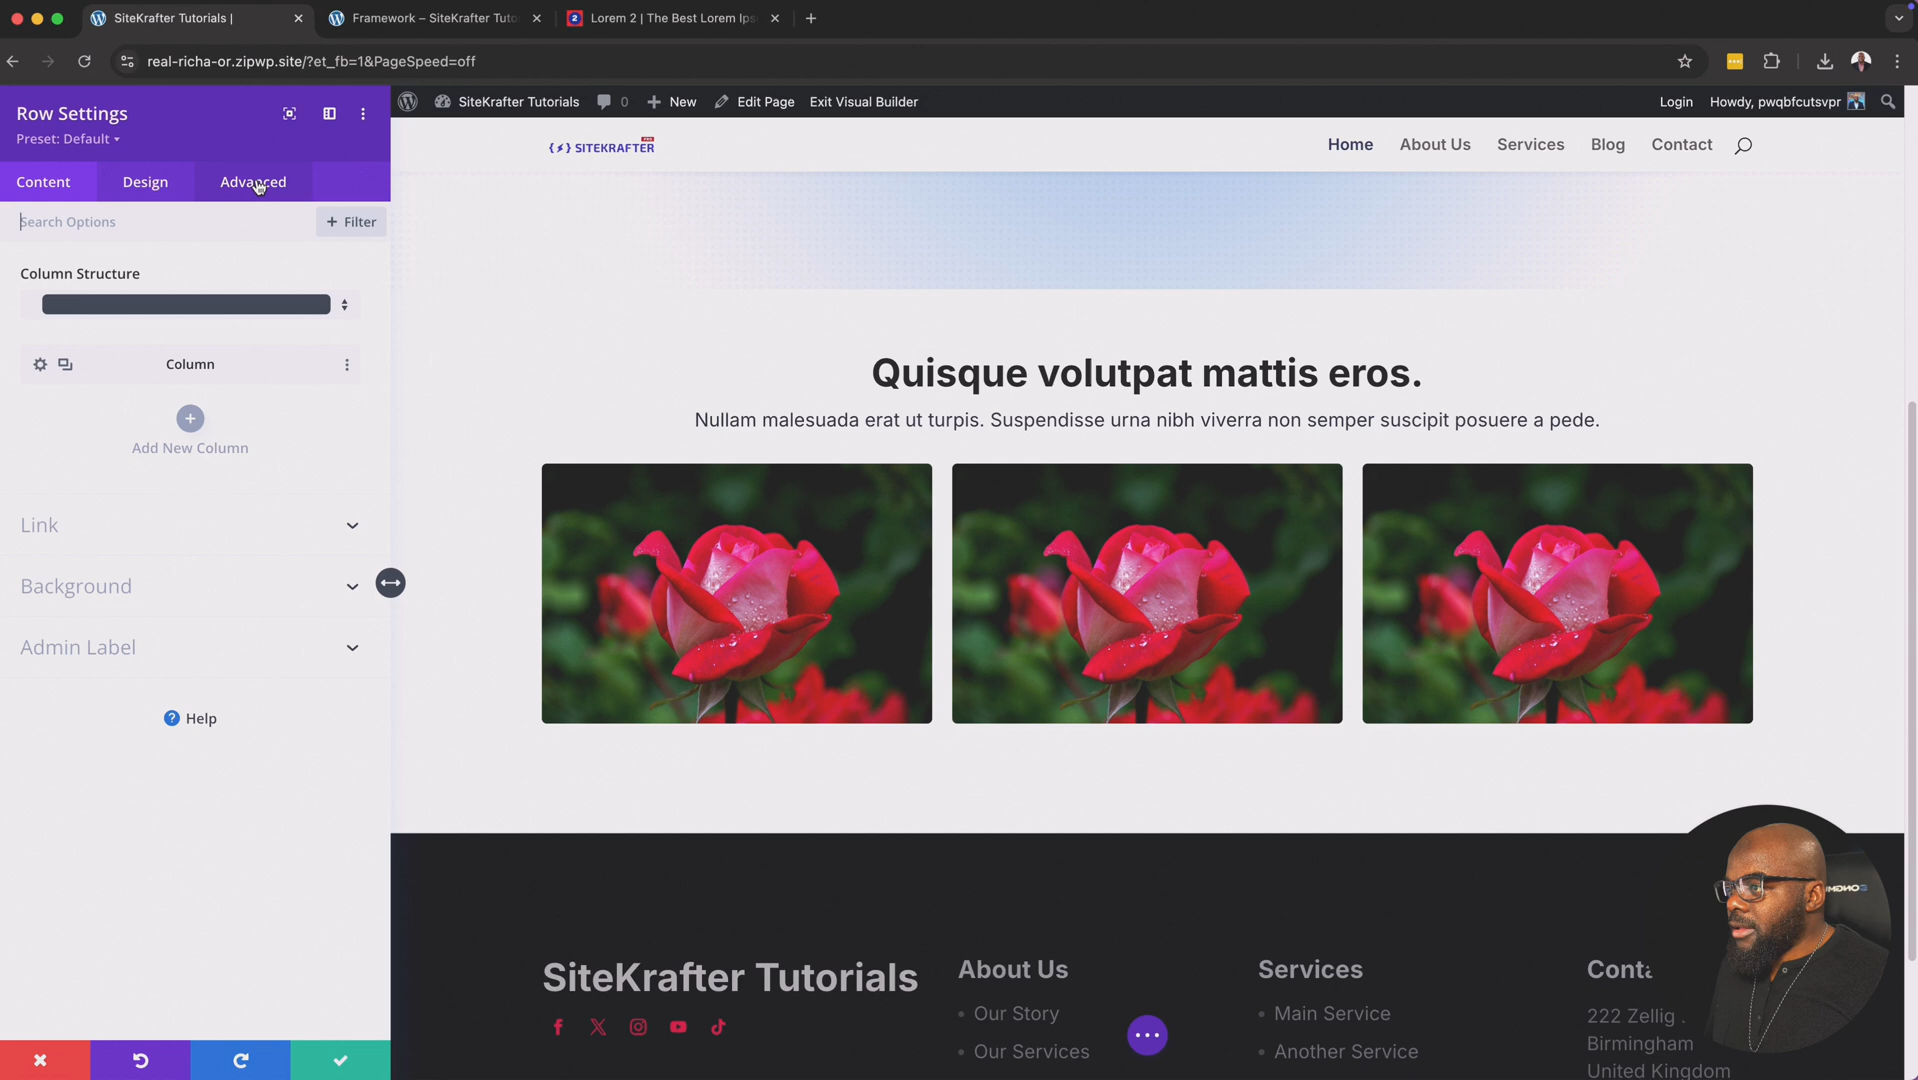 SiteKrafter Tutorials |
Framework – SiteKrafter Tuto
Lorem 2 | The Best Lorem Ips
real-richa-or.zipwp.site/?et_fb=1&PageSpeed=off
Row Settings
Preset: Default
Content
Design
Advanced
Search Options
+ Filter
Column Structure
Column
Add New Column
Link
Background
Admin Label
? Help
SiteKrafter Tutorials
0
New
Edit Page
Exit Visual Builder
Login
Howdy, pwqbfcutsvpr
SITEKRAFTER
Home
About Us
Services
Blog
Contact
Quisque volutpat mattis eros.
Nullam malesuada erat ut turpis. Suspendisse urna nibh viverra non semper suscipit posuere a pede.
SiteKrafter Tutorials
About Us
• Our Story
• Our Services
Services
• Main Service
• Another Service
222 Zellig
Birmingham
United Kingdom